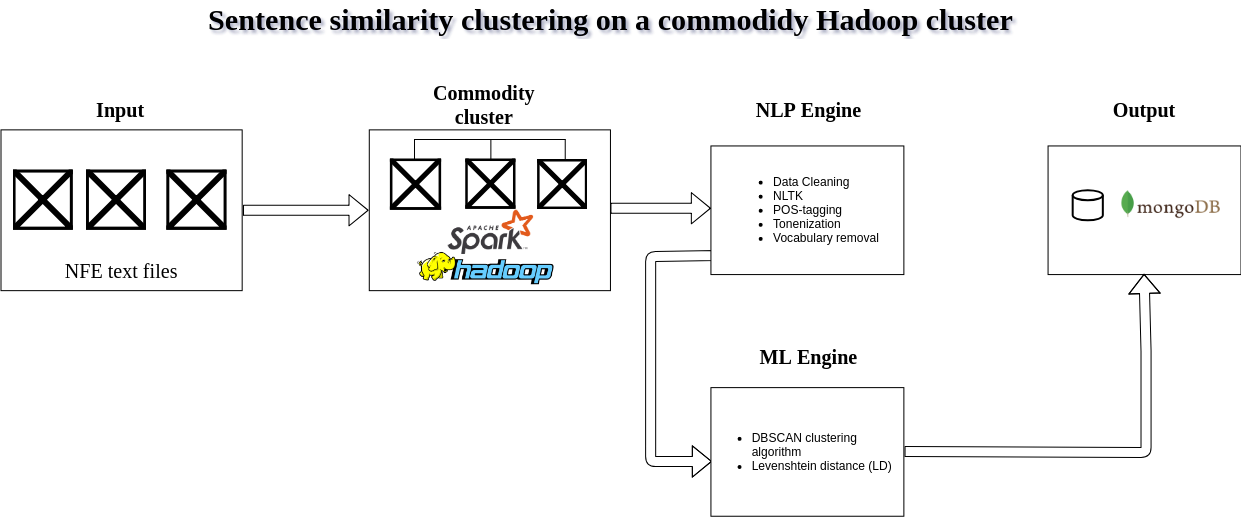 Sentence similarity clustering on a commodidy Hadoop cluster
Input
NFE text files
Commodity
cluster
APACHE
Spark
hadoop
NLP Engine
• Data Cleaning
• NLTK
• POS-tagging
• Tonenization
• Vocabulary removal
ML Engine
• DBSCAN clustering
algorithm
• Levenshtein distance (LD)
Output
mongoDB